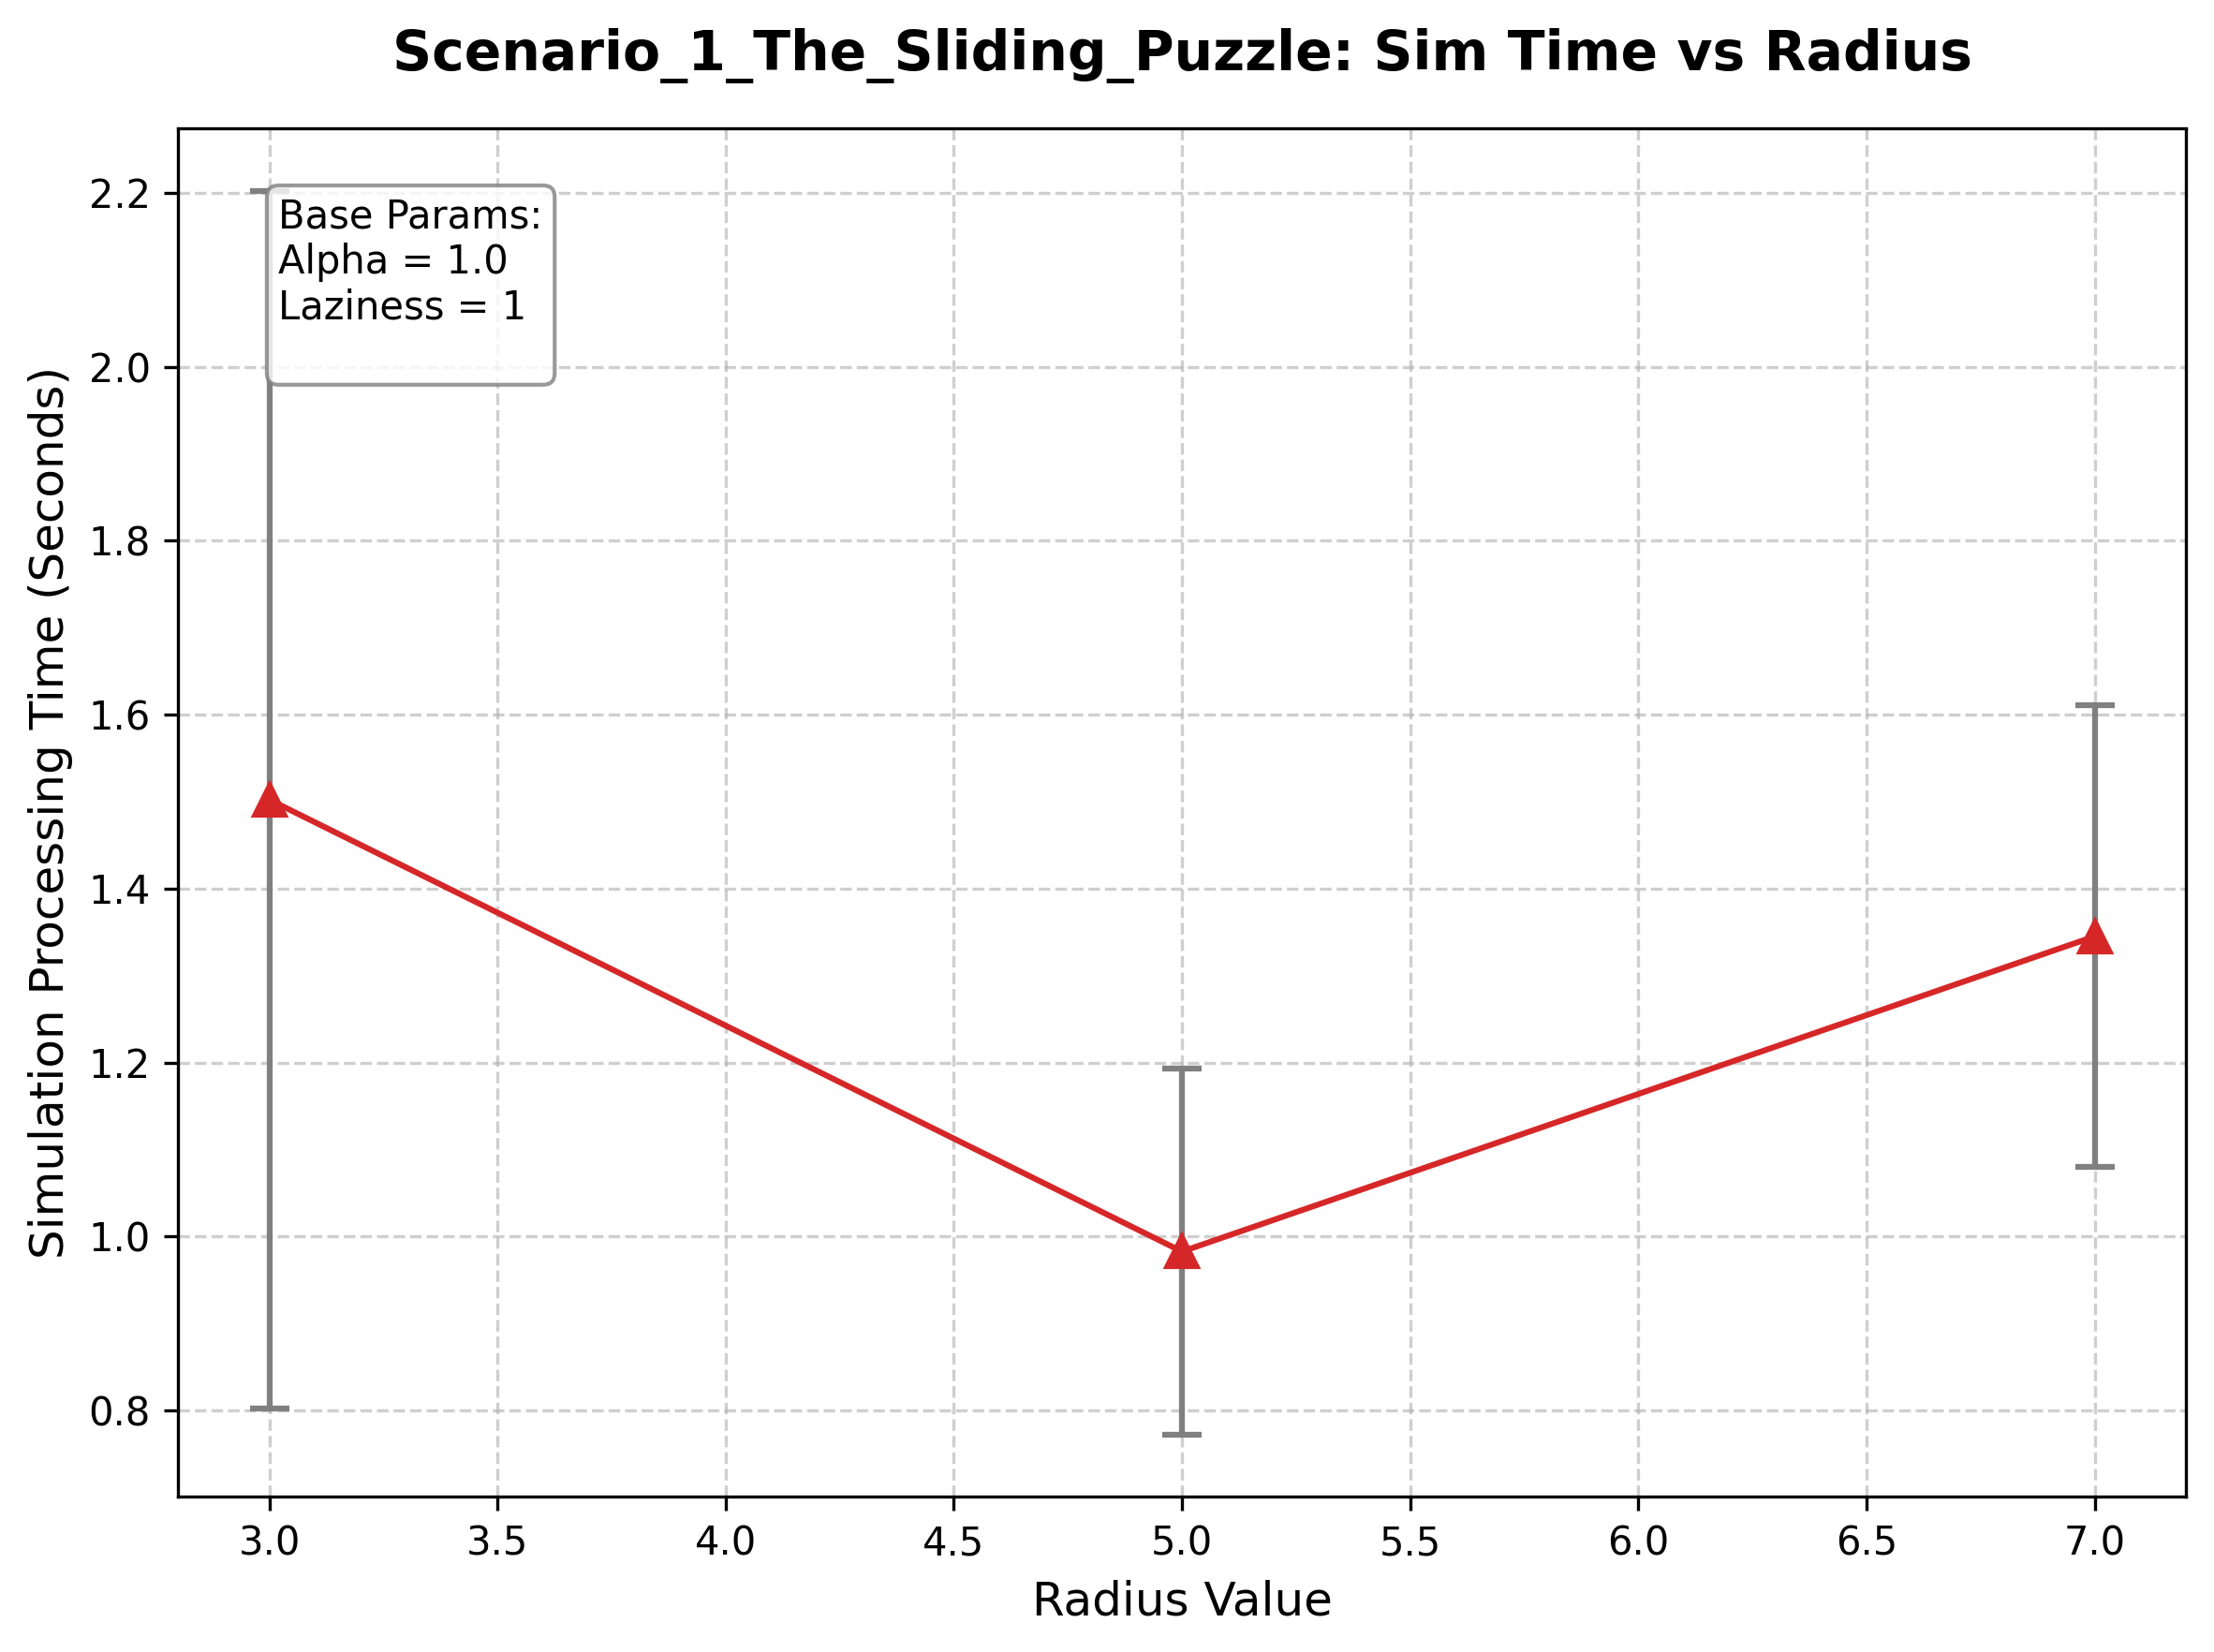 Scenario_1_The_Sliding_Puzzle: Sim Time vs Radius
Simulation Processing Time (Seconds)
2.2
2.0
1.8
1.6
1.4
1.2
1.0
0.8
Base Params:
Alpha = 1.0
Laziness = 1
3.0 3.5 4.0 4.5 5.0 5.5 6.0 6.5 7.0
Radius Value